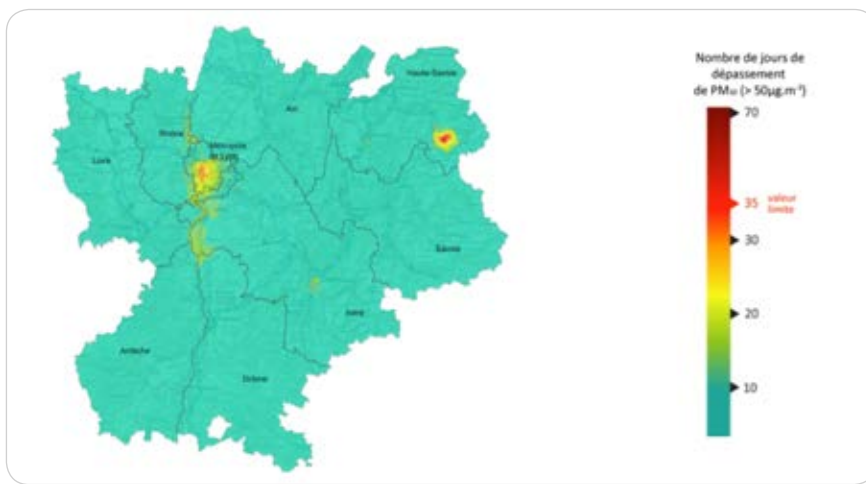 Nombre de jours de
dépassement
de PM₁₀ (> 50µg.m⁻³)
70
35 valeur
limite
30
20
10
Haute-Savoie
Ain
Rhône
Métropole
de Lyon
Loire
Savoie
Isère
Ardèche
Drôme